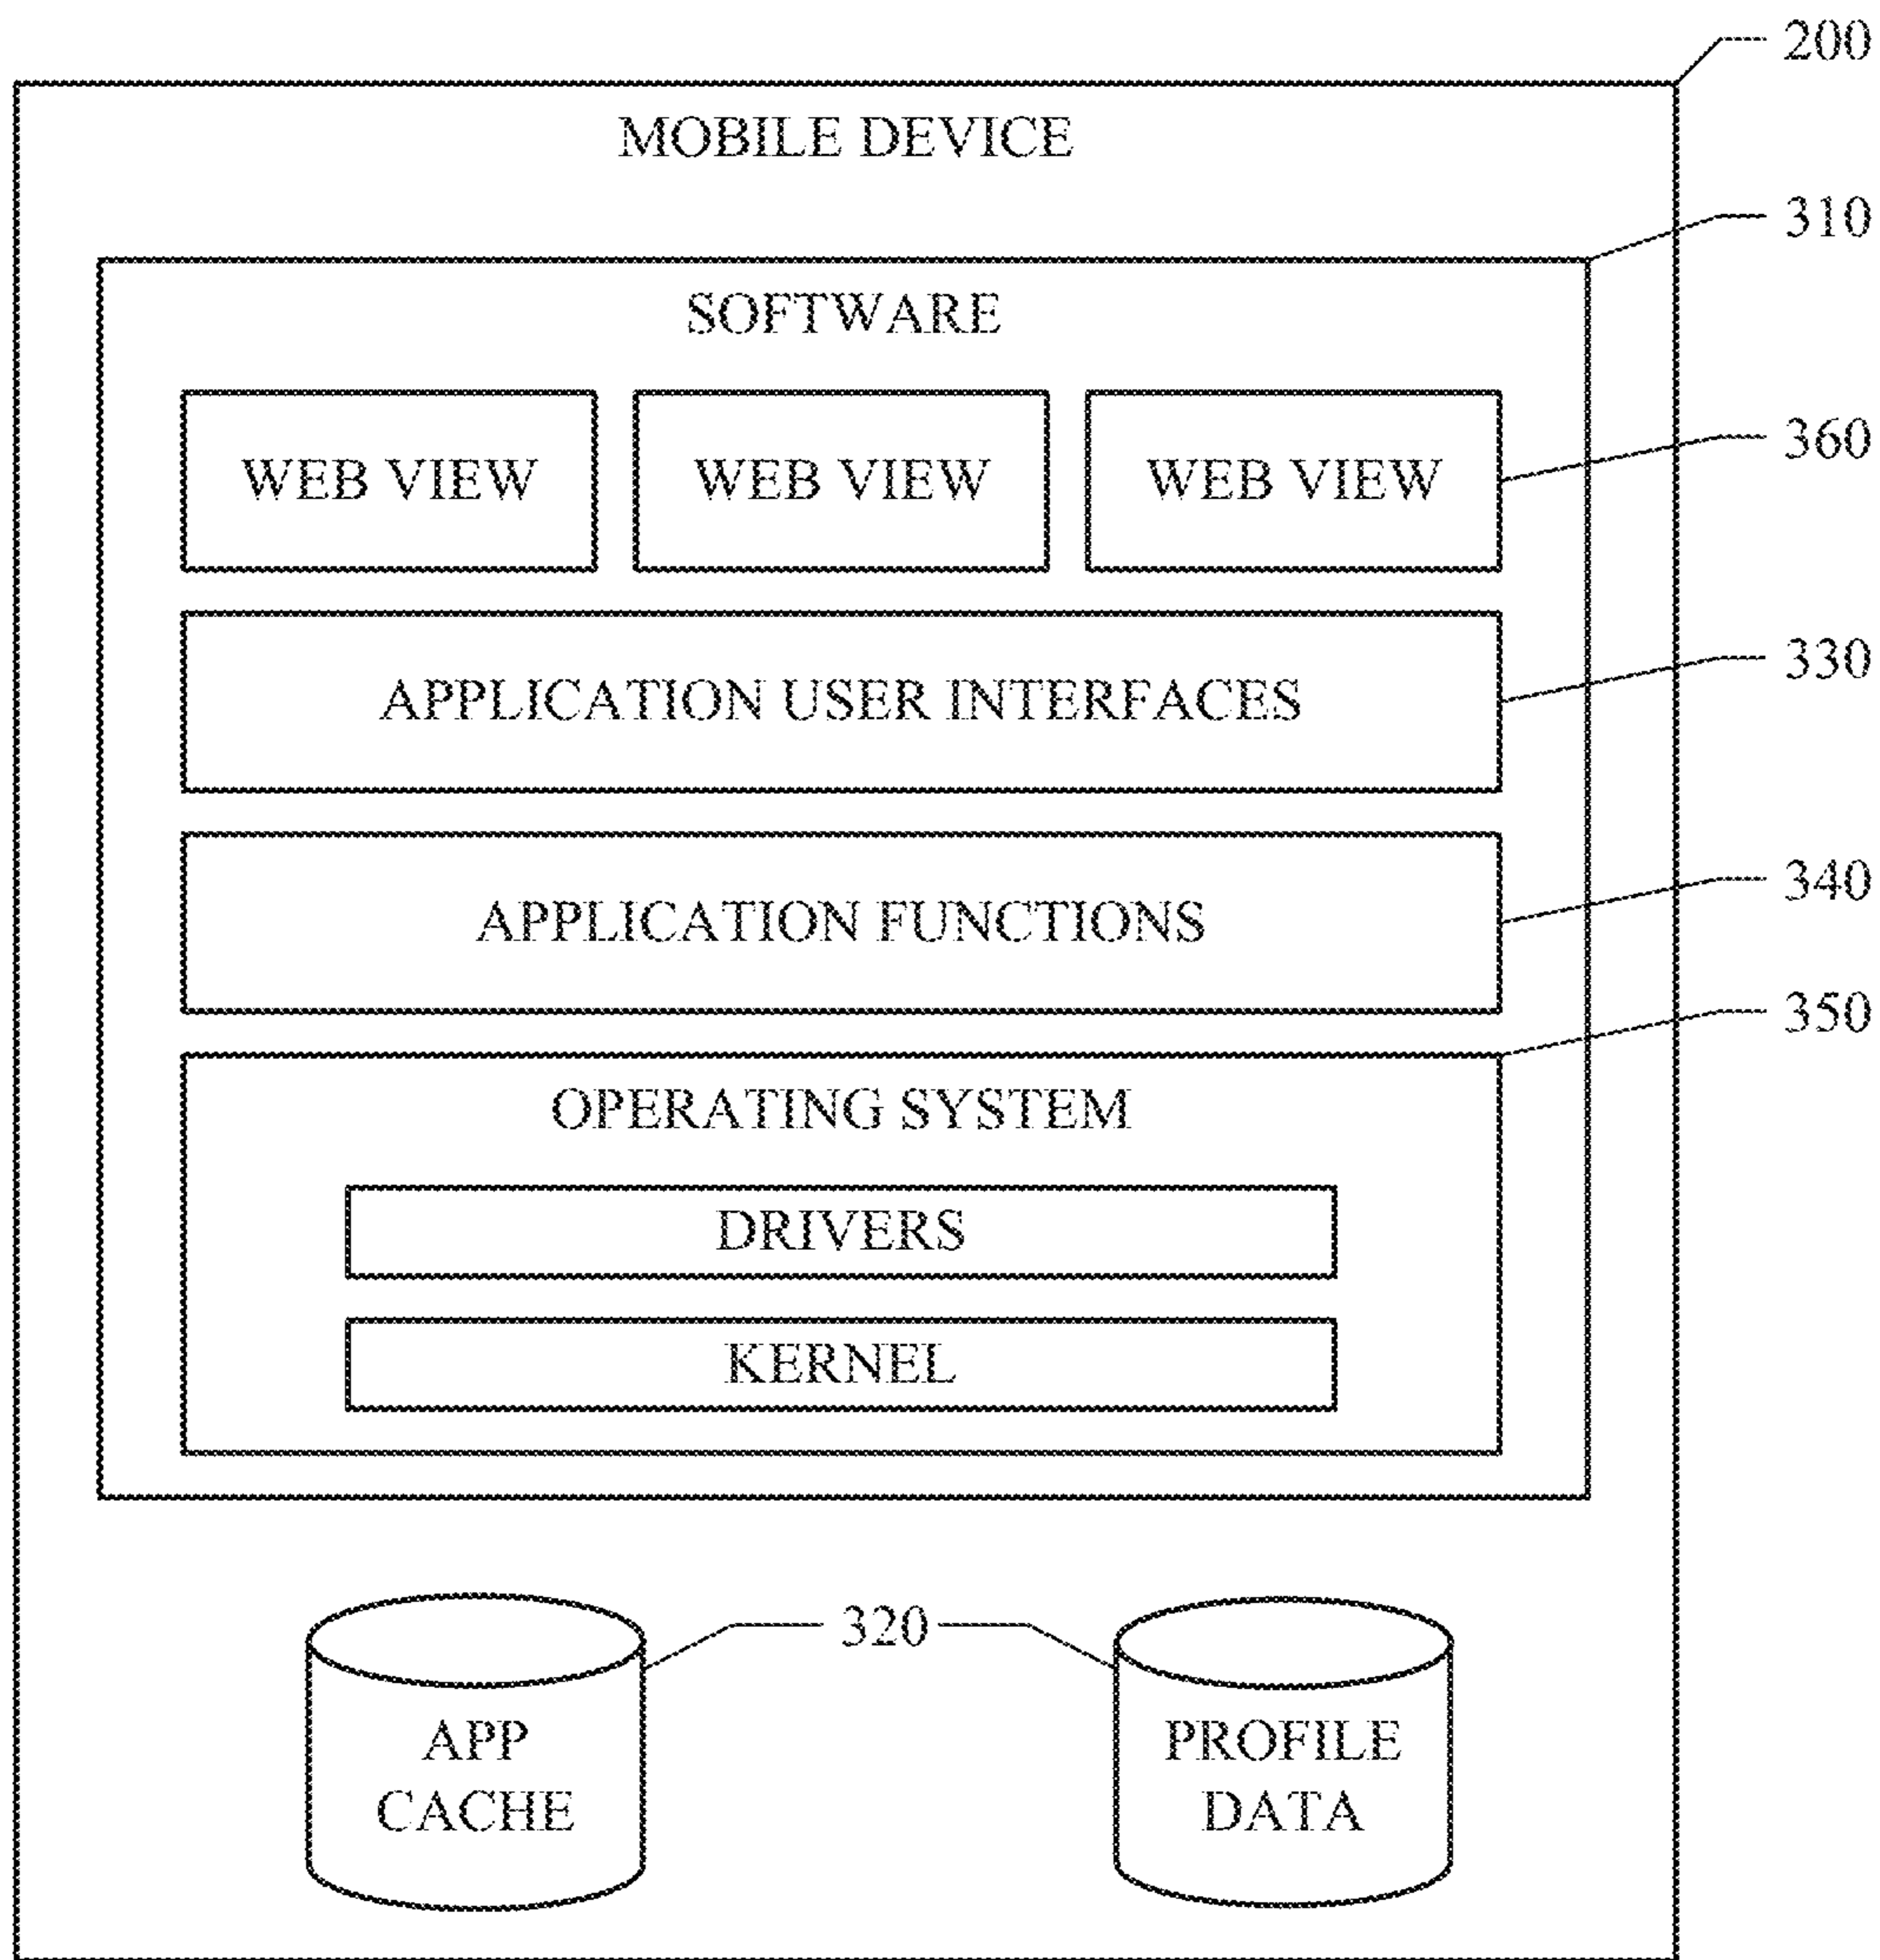 200
MOBILE DEVICE
310
SOFTWARE
WEB VIEW WEB VIEW WEB VIEW
360
APPLICATION USER INTERFACES
330
APPLICATION FUNCTIONS
340
350
OPERATING SYSTEM
DRIVERS
KERNEL
320
APP
CACHE
PROFILE
DATA